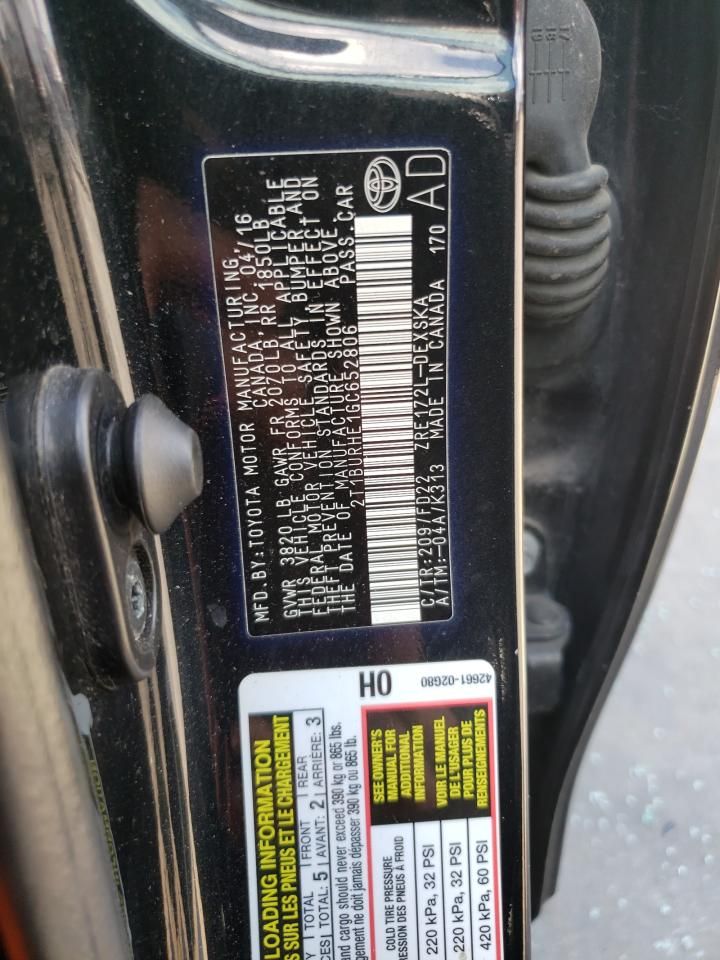 MFD.BY:TOYOTA MOTOR MANUFACTURING,
CANADA, INC. 04/16
GVWR 3820 LB GAWR FR 2070LB RR 1850LB
THIS VEHICLE CONFORMS TO ALL APPLICABLE
FEDERAL MOTOR VEHICLE SAFETY, BUMPER AND
THEFT PREVENTION STANDARDS IN EFFECT ON
THE DATE OF MANUFACTURE SHOWN ABOVE
2T1BURHE1GC652806 PASS.CAR
C/TR:209/FD22 ZRE172L-DEXSKA
A/TM:-04A/K313 MADE IN CANADA 170
AD
0H
42661-02G80
LOADING INFORMATION
SUR LES PNEUS ET LE CHARGEMENT
TOTAL FRONT REAR
TOTAL: 5 AVANT: 2 ARRIÈRE: 3
and cargo should never exceed 390 kg or 865 lbs.
ne doit jamais dépasser 390 kg ou 865 lb.
COLD TIRE PRESSURE
DES PNEUS À FROID
220 kPa, 32 PSI
220 kPa, 32 PSI
420 kPa, 60 PSI
SEE OWNER'S
MANUAL FOR
ADDITIONAL
INFORMATION
VOIR LE MANUEL
DE L'USAGER
POUR PLUS DE
RENSEIGNEMENTS